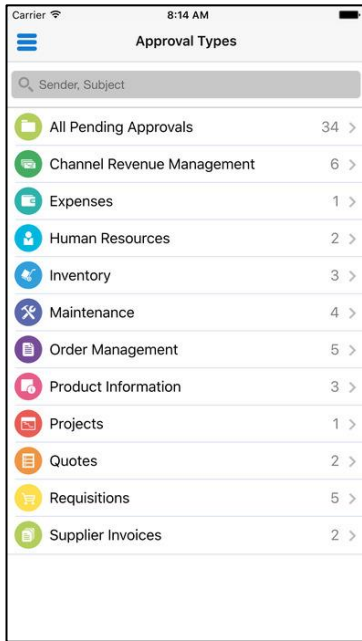 Carrier 8:14 AM
Approval Types
Sender, Subject
All Pending Approvals 34
Channel Revenue Management 6
Expenses 1
Human Resources 2
Inventory 3
Maintenance 4
Order Management 5
Product Information 3
Projects 1
Quotes 2
Requisitions 5
Supplier Invoices 2